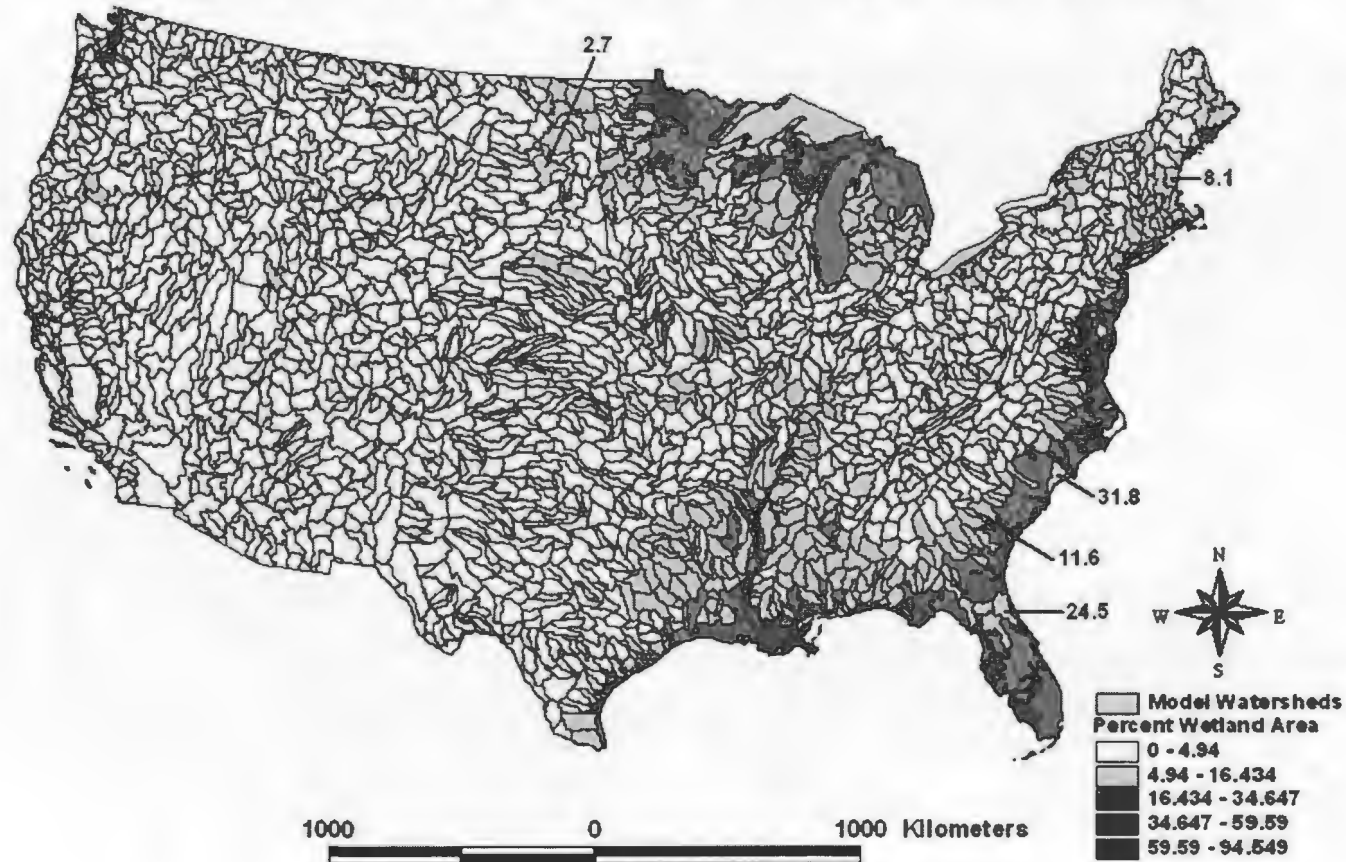 2.7
8.1
31.8
11.6
24.5
N
W E
S
Model Watersheds
Percent Wetland Area
0 - 4.94
4.94 - 16.434
16.434 - 34.647
34.647 - 59.59
59.59 - 94.549
1000 0 1000 Kilometers